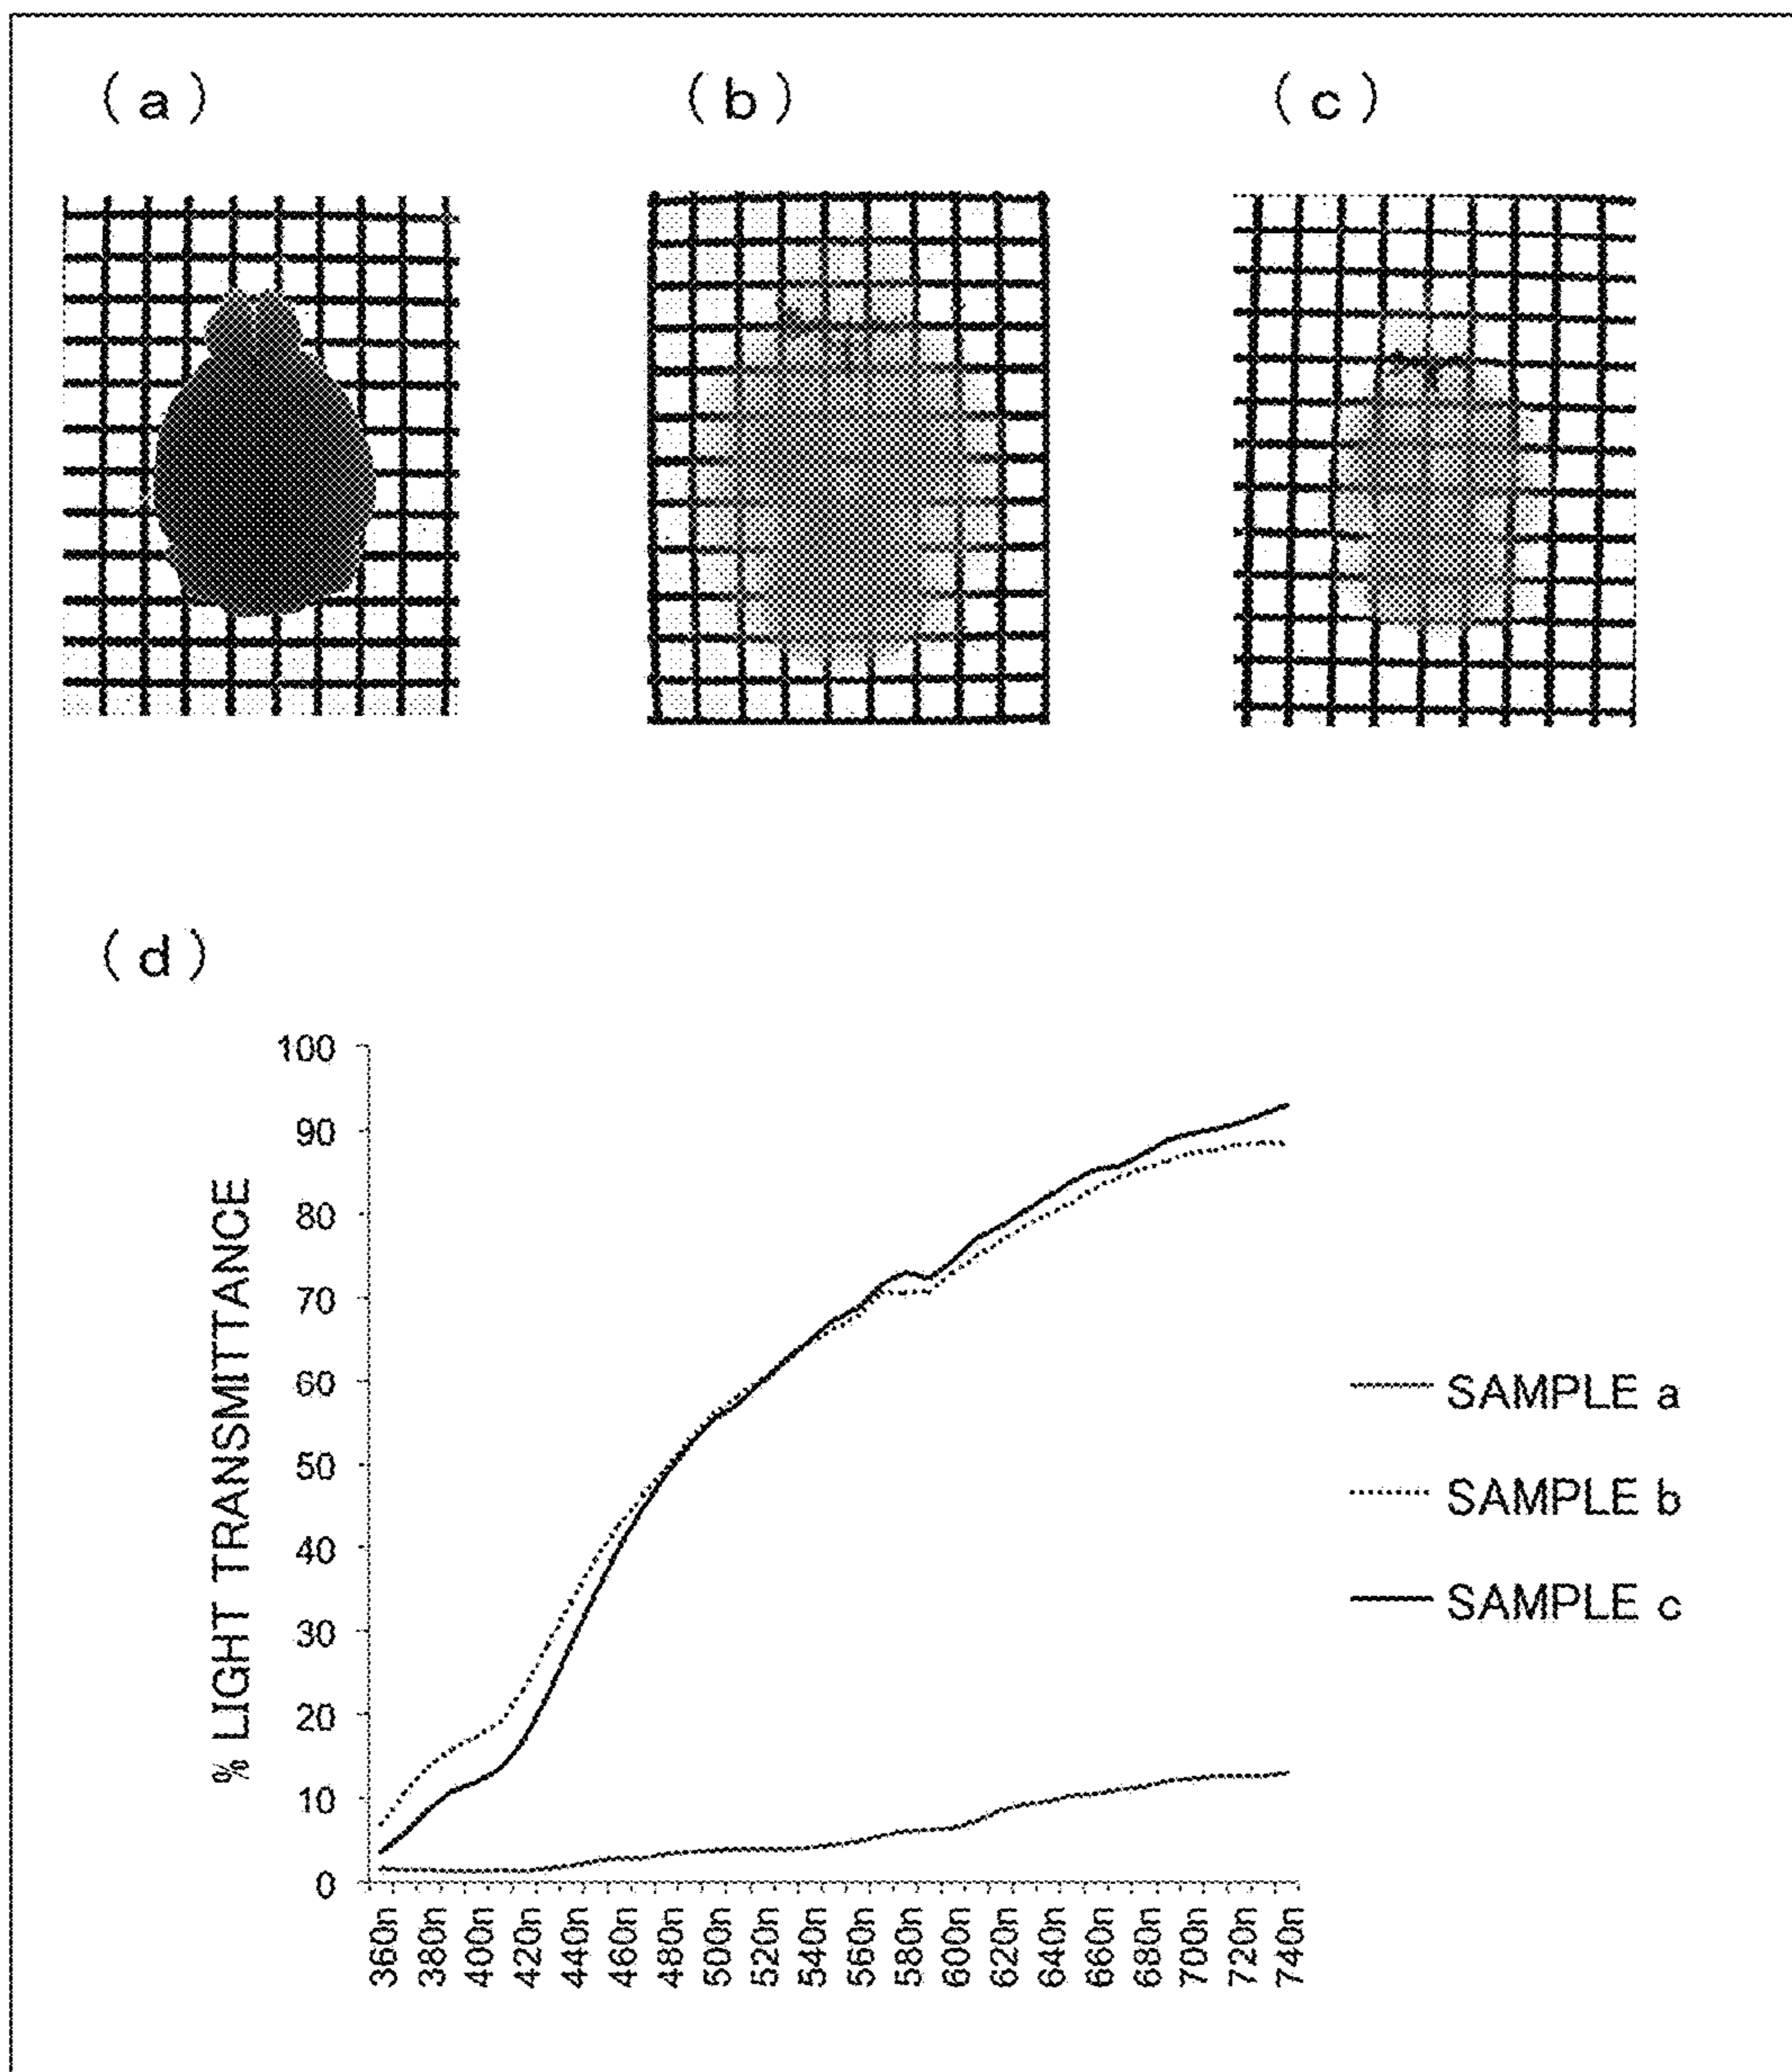 (a)
(b)
(c)
(d)
% LIGHT TRANSMITTANCE
100
90
80
70
60
50
40
30
20
10
0
360n
380n
400n
420n
440n
460n
480n
500n
520n
540n
560n
580n
600n
620n
640n
660n
680n
700n
720n
740n
SAMPLE a
SAMPLE b
SAMPLE c